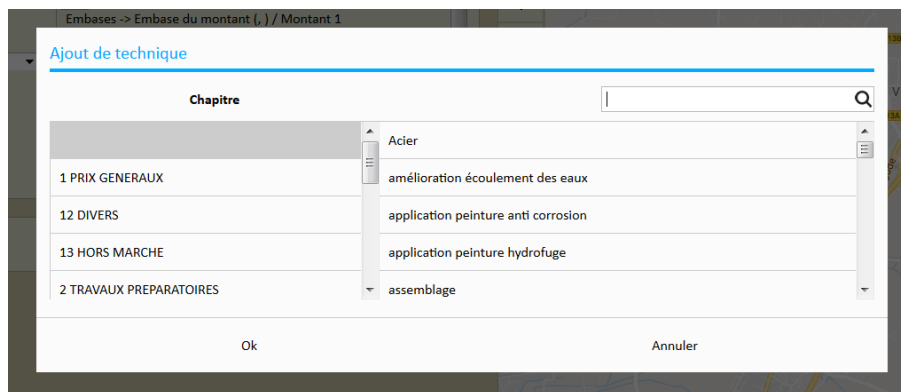 Embases -> Embase du montant (, ) / Montant 1
Ajout de technique
Chapitre
Acier
1 PRIX GENERAUX
amélioration écoulement des eaux
12 DIVERS
application peinture anti corrosion
13 HORS MARCHE
application peinture hydrofuge
2 TRAVAUX PREPARATOIRES
assemblage
Ok
Annuler